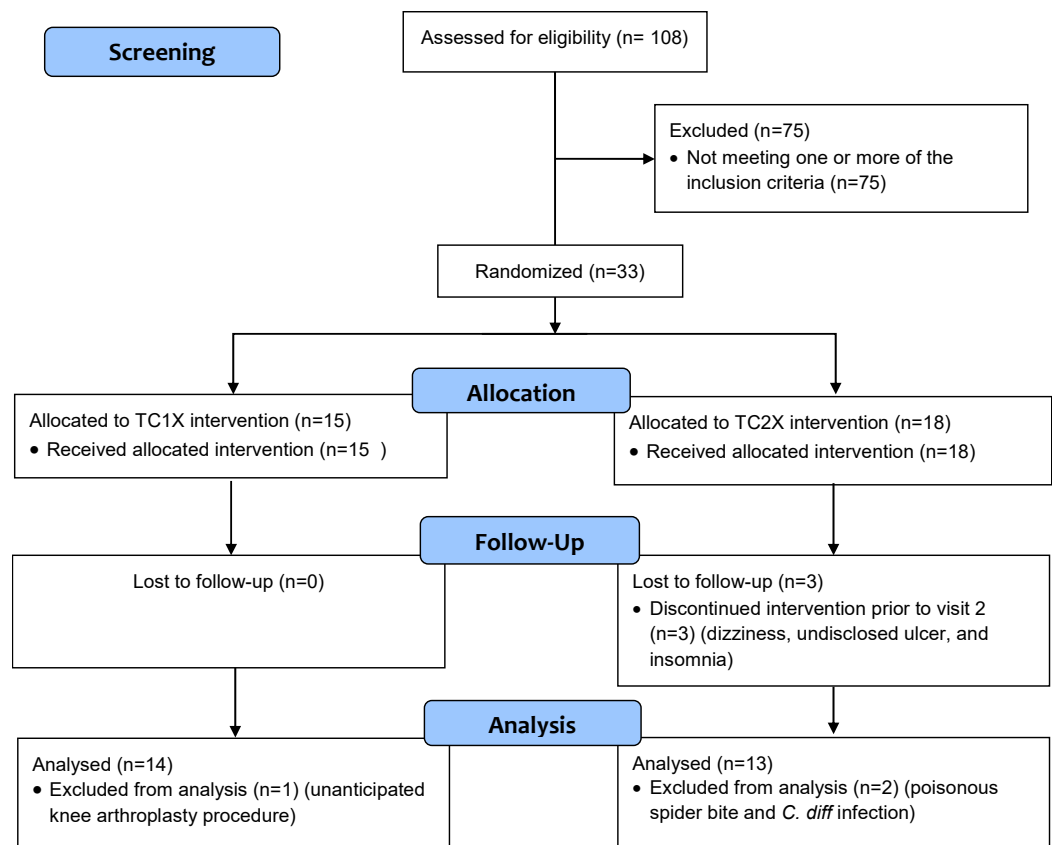 Screening
Assessed for eligibility (n= 108)
Excluded (n=75)
• Not meeting one or more of the
inclusion criteria (n=75)
Randomized (n=33)
Allocation
Allocated to TC1X intervention (n=15)
• Received allocated intervention (n=15 )
Allocated to TC2X intervention (n=18)
• Received allocated intervention (n=18)
Follow-Up
Lost to follow-up (n=0)
Lost to follow-up (n=3)
• Discontinued intervention prior to visit 2
(n=3) (dizziness, undisclosed ulcer, and
insomnia)
Analysis
Analysed (n=14)
• Excluded from analysis (n=1) (unanticipated
knee arthroplasty procedure)
Analysed (n=13)
• Excluded from analysis (n=2) (poisonous
spider bite and C. diff infection)